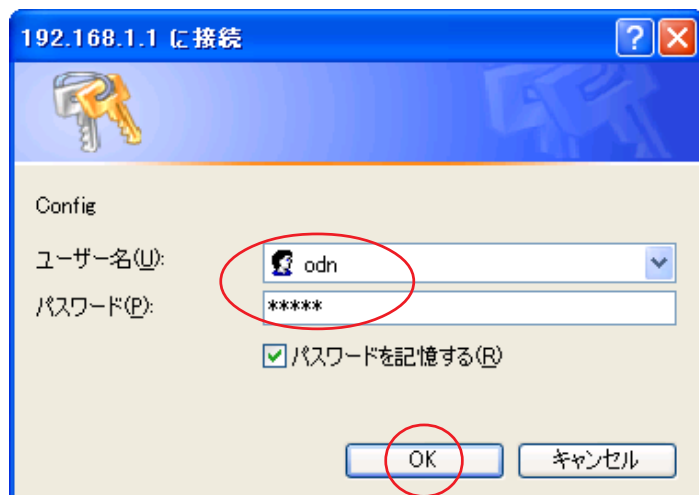 192.168.1.1 に接続
Config
ユーザー名(U):
odn
パスワード(P):
*****
パスワードを記憶する(R)
OK
キャンセル